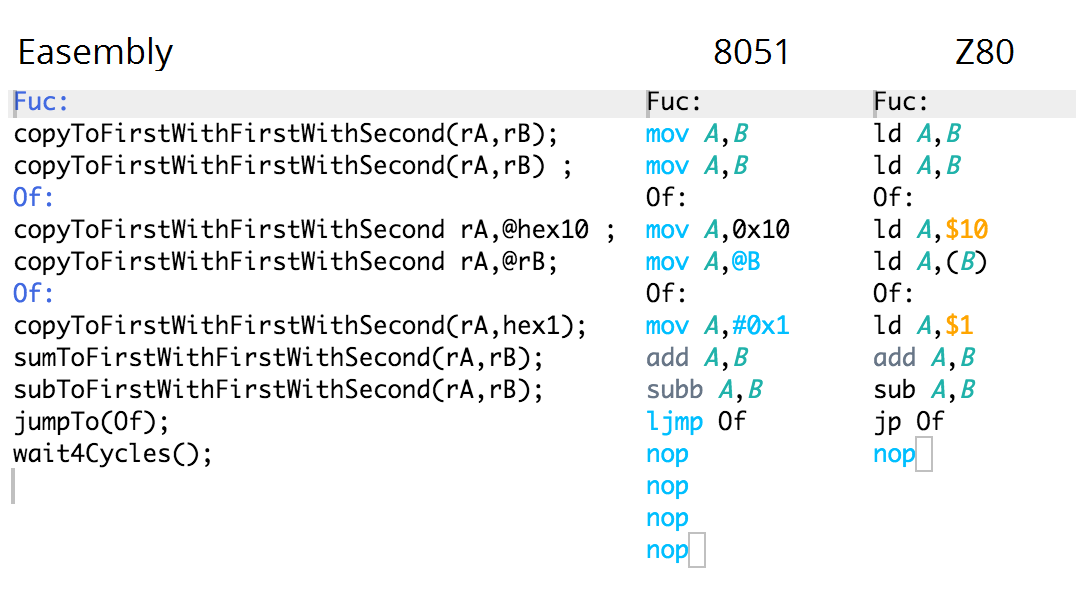 Easembly 8051 Z80
Fuc: Fuc: Fuc:
copyToFirstWithFirstWithSecond(rA,rB); mov A,B ld A,B
copyToFirstWithFirstWithSecond(rA,rB) ; mov A,B ld A,B
Of: Of: Of:
copyToFirstWithFirstWithSecond rA,@hex10 ; mov A,0x10 ld A,$10
copyToFirstWithFirstWithSecond rA,@rB; mov A,@B ld A,(B)
Of: Of: Of:
copyToFirstWithFirstWithSecond(rA,hex1); mov A,#0x1 ld A,$1
sumToFirstWithFirstWithSecond(rA,rB); add A,B add A,B
subToFirstWithFirstWithSecond(rA,rB); subb A,B sub A,B
jumpTo(Of); ljmp Of jp Of
wait4Cycles(); nop nop
nop
nop
nop